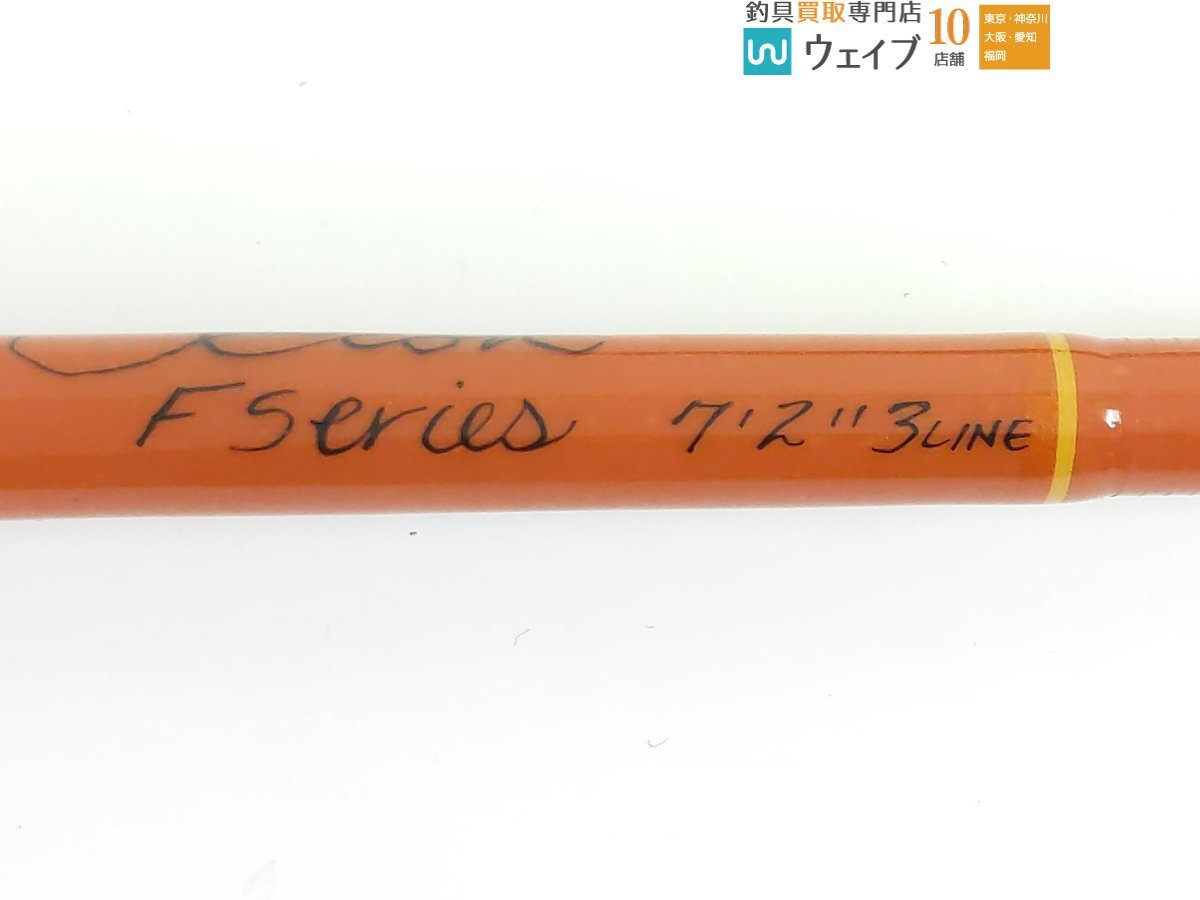 釣具買取専門店
ウェイブ
10
店舗
東京・神奈川
大阪・愛知
福岡
F Series 7'2" 3LINE